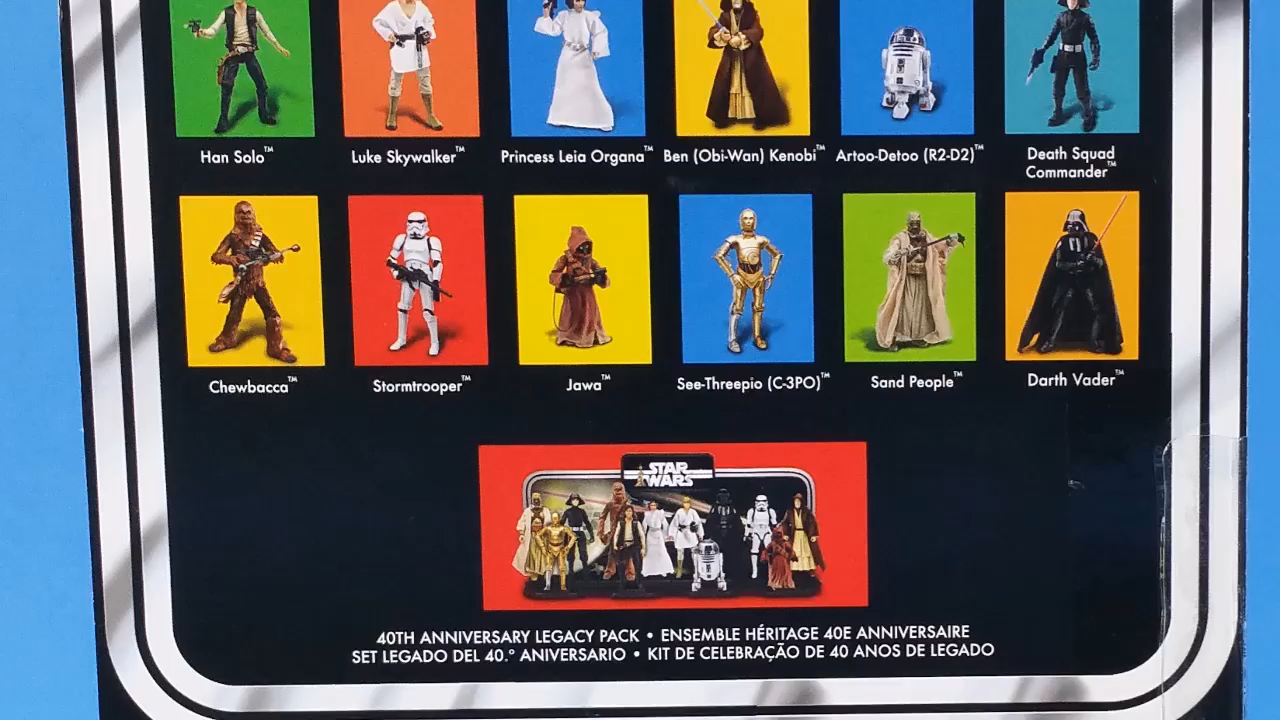 Han Solo™
Luke Skywalker™
Princess Leia Organa™
Ben (Obi-Wan) Kenobi™
Artoo-Detoo (R2-D2)™
Death Squad
Commander™
Chewbacca™
Stormtrooper™
Jawa™
See-Threepio (C-3PO)™
Sand People™
Darth Vader™
STAR
WARS
40TH ANNIVERSARY LEGACY PACK • ENSEMBLE HÉRITAGE 40E ANNIVERSAIRE
SET LEGADO DEL 40.º ANIVERSARIO • KIT DE CELEBRAÇÃO DE 40 ANOS DE LEGADO